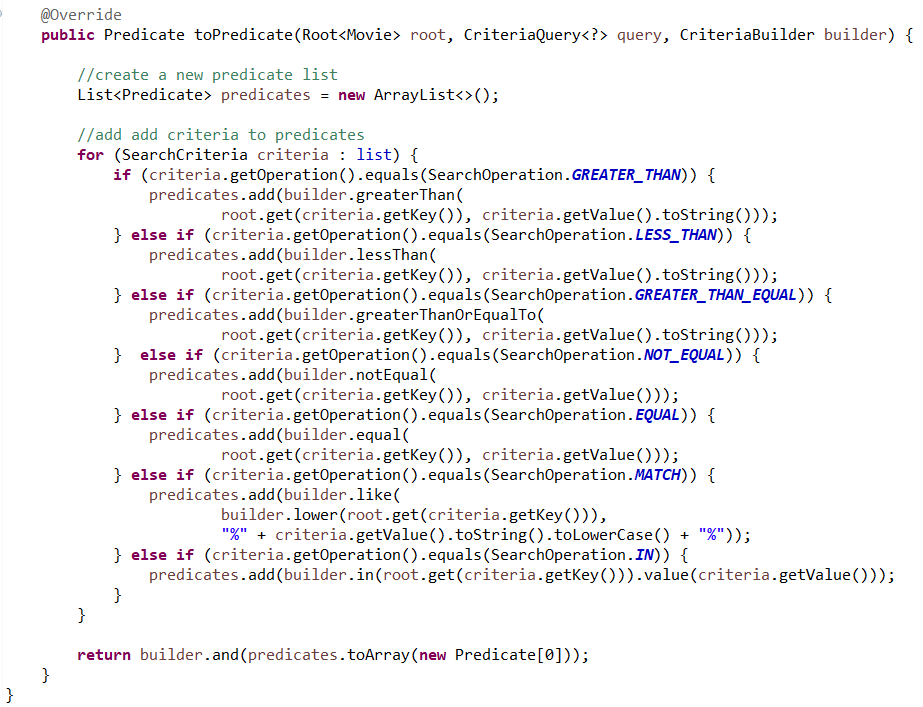 @Override
public Predicate toPredicate(Root<Movie> root, CriteriaQuery<?> query, CriteriaBuilder builder) {
//create a new predicate list
List<Predicate> predicates = new ArrayList<>();
//add add criteria to predicates
for (SearchCriteria criteria : list) {
if (criteria.getOperation().equals(SearchOperation.GREATER_THAN)) {
predicates.add(builder.greaterThan(
root.get(criteria.getKey()), criteria.getValue().toString()));
} else if (criteria.getOperation().equals(SearchOperation.LESS_THAN)) {
predicates.add(builder.lessThan(
root.get(criteria.getKey()), criteria.getValue().toString()));
} else if (criteria.getOperation().equals(SearchOperation.GREATER_THAN_EQUAL)) {
predicates.add(builder.greaterThanOrEqualTo(
root.get(criteria.getKey()), criteria.getValue().toString()));
}  else if (criteria.getOperation().equals(SearchOperation.NOT_EQUAL)) {
predicates.add(builder.notEqual(
root.get(criteria.getKey()), criteria.getValue()));
} else if (criteria.getOperation().equals(SearchOperation.EQUAL)) {
predicates.add(builder.equal(
root.get(criteria.getKey()), criteria.getValue()));
} else if (criteria.getOperation().equals(SearchOperation.MATCH)) {
predicates.add(builder.like(
builder.lower(root.get(criteria.getKey())),
"%" + criteria.getValue().toString().toLowerCase() + "%"));
} else if (criteria.getOperation().equals(SearchOperation.IN)) {
predicates.add(builder.in(root.get(criteria.getKey())).value(criteria.getValue()));
}
}
return builder.and(predicates.toArray(new Predicate[0]));
}
}